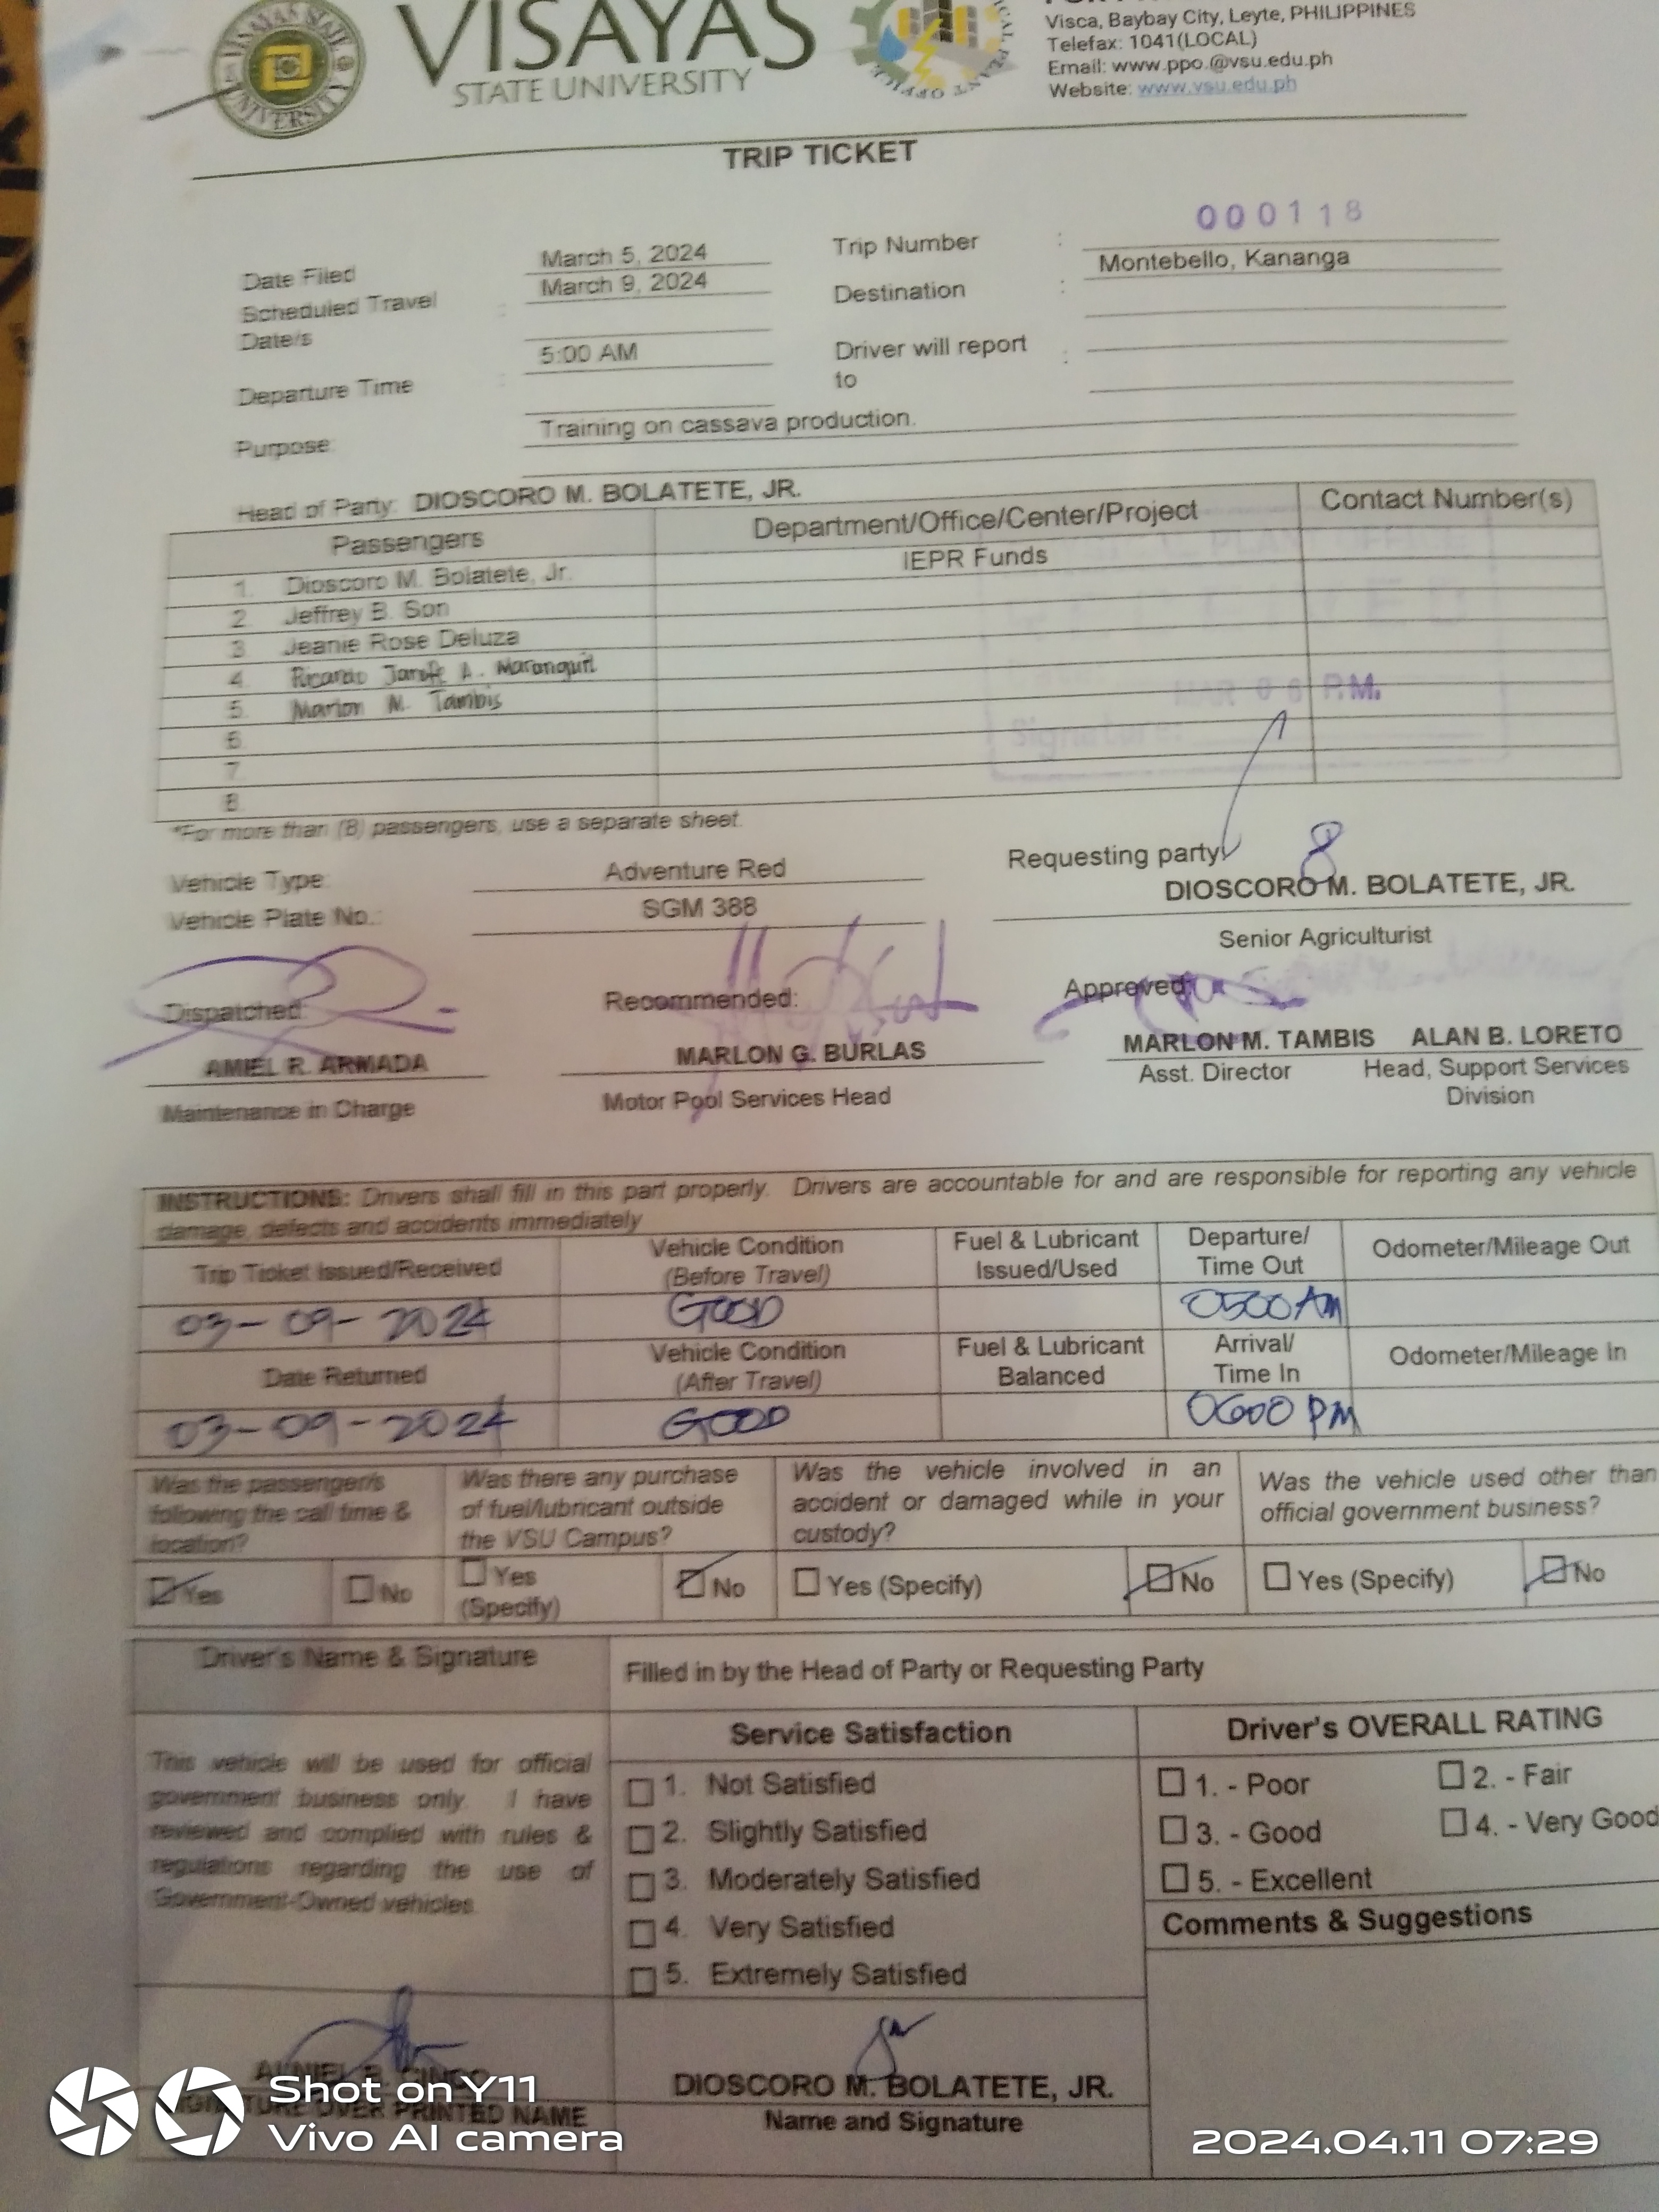 VISAYAS
STATE UNIVERSITY
Visca, Baybay City, Leyte, PHILIPPINES
Telefax: 1041(LOCAL)
Email: www.ppo.@vsu.edu.ph
Website: www.vsu.edu.ph
TRIP TICKET
000118
Date Filed March 5, 2024 Trip Number :
Scheduled Travel Date/s : March 9, 2024 Destination : Montebello, Kananga
Departure Time : 5:00 AM Driver will report to :
Purpose: Training on cassava production.
Head of Party: DIOSCORO M. BOLATETE, JR.
Passengers Department/Office/Center/Project Contact Number(s)
1. Dioscoro M. Bolatete, Jr. IEPR Funds
2. Jeffrey B. Son
3. Jeanie Rose Deluza
4. Ricardo A. Maranguit
5. Marlon M. Tambis
6.
7.
8.
PLANT OFFICE
MAR 06 P.M.
Signature:
*For more than (8) passengers, use a separate sheet.
Vehicle Type: Adventure Red Requesting party:
Vehicle Plate No.: SGM 388 DIOSCORO M. BOLATETE, JR.
Senior Agriculturist
Dispatched: Recommended: Approved:
AMIEL R. ARMADA MARLON G. BURLAS MARLON M. TAMBIS ALAN B. LORETO
Maintenance in Charge Motor Pool Services Head Asst. Director Head, Support Services
Division
INSTRUCTIONS: Drivers shall fill in this part properly. Drivers are accountable for and are responsible for reporting any vehicle
damage, defects and accidents immediately
Trip Ticket Issued/Received Vehicle Condition (Before Travel) Fuel & Lubricant Issued/Used Departure/ Time Out Odometer/Mileage Out
03-09-2024 GOOD 0500 AM
Date Returned Vehicle Condition (After Travel) Fuel & Lubricant Balanced Arrival/ Time In Odometer/Mileage In
03-09-2024 GOOD 0600 PM
Was the passenger/s following the call time & location? Was there any purchase of fuel/lubricant outside the VSU Campus? Was the vehicle involved in an accident or damaged while in your custody? Was the vehicle used other than official government business?
Yes No Yes (Specify) No Yes (Specify) No Yes (Specify) No
Driver's Name & Signature Filled in by the Head of Party or Requesting Party
Service Satisfaction Driver's OVERALL RATING
This vehicle will be used for official
government business only. I have
reviewed and complied with rules &
regulations regarding the use of
Government-Owned vehicles.
1. Not Satisfied
2. Slightly Satisfied
3. Moderately Satisfied
4. Very Satisfied
5. Extremely Satisfied
1. - Poor 2. - Fair
3. - Good 4. - Very Good
5. - Excellent
Comments & Suggestions
DIOSCORO M. BOLATETE, JR.
SIGNATURE OVER PRINTED NAME Name and Signature
Shot on Y11
Vivo AI camera
2024.04.11 07:29